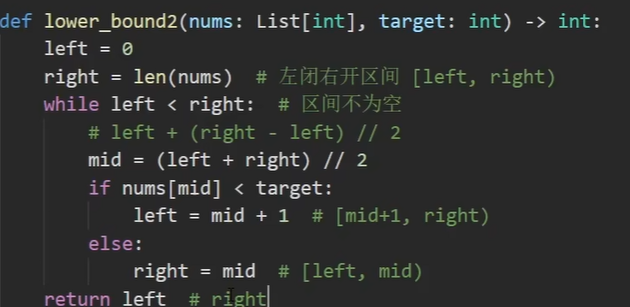 def lower_bound2(nums: List[int], target: int) -> int:
    left = 0
    right = len(nums)  # 左闭右开区间 [left, right)
    while left < right:  # 区间不为空
        # left + (right - left) // 2
        mid = (left + right) // 2
        if nums[mid] < target:
            left = mid + 1  # [mid+1, right)
        else:
            right = mid  # [left, mid)
    return left  # right